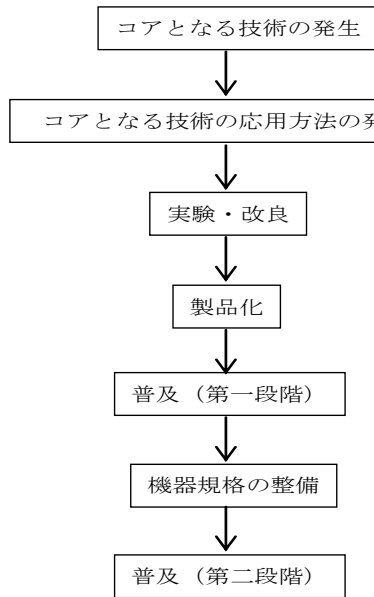 コアとなる技術の発生
コアとなる技術の応用方法の発
実験・改良
製品化
普及（第一段階）
機器規格の整備
普及（第二段階）